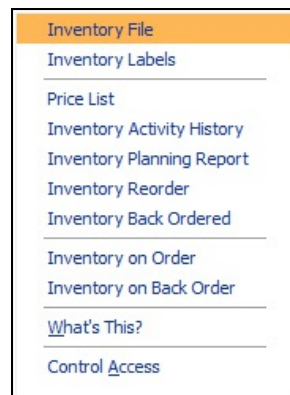 Inventory File
Inventory Labels
Price List
Inventory Activity History
Inventory Planning Report
Inventory Reorder
Inventory Back Ordered
Inventory on Order
Inventory on Back Order
What's This?
Control Access